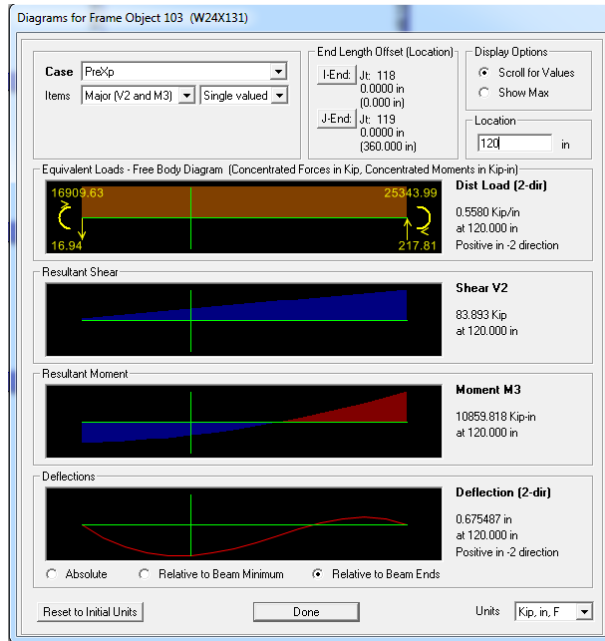 Diagrams for Frame Object 103 (W24X131)
Case PreXp
Items Major (V2 and M3) Single valued
End Length Offset (Location)
I-End: Jt: 118
0.0000 in
(0.000 in)
J-End: Jt: 119
0.0000 in
(360.000 in)
Display Options
Scroll for Values
Show Max
Location
120 in
Equivalent Loads - Free Body Diagram (Concentrated Forces in Kip, Concentrated Moments in Kip-in)
16909.63 25343.99
16.94 217.81
Dist Load (2-dir)
0.5580 Kip/in
at 120.000 in
Positive in -2 direction
Resultant Shear
Shear V2
83.893 Kip
at 120.000 in
Resultant Moment
Moment M3
10859.818 Kip-in
at 120.000 in
Deflections
Deflection (2-dir)
0.675487 in
at 120.000 in
Positive in -2 direction
Absolute Relative to Beam Minimum Relative to Beam Ends
Reset to Initial Units Done Units Kip, in, F